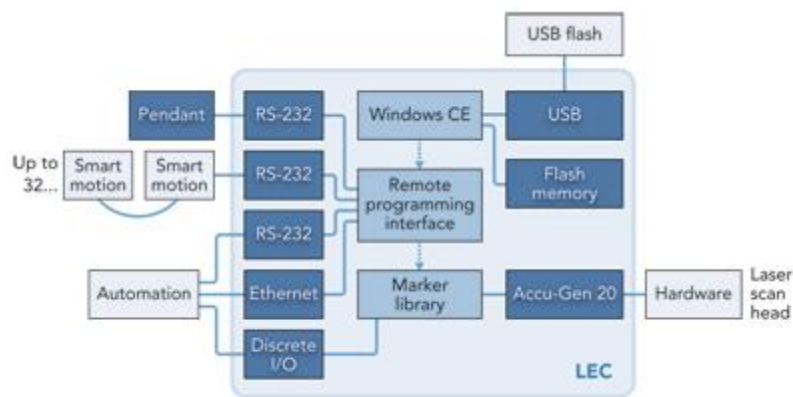 USB flash
Pendant
RS-232
Windows CE
USB
Up to
32...
Smart
motion
Smart
motion
RS-232
Remote
programming
interface
Flash
memory
RS-232
Automation
Ethernet
Marker
library
Accu-Gen 20
Hardware
Laser
scan
head
Discrete
I/O
LEC